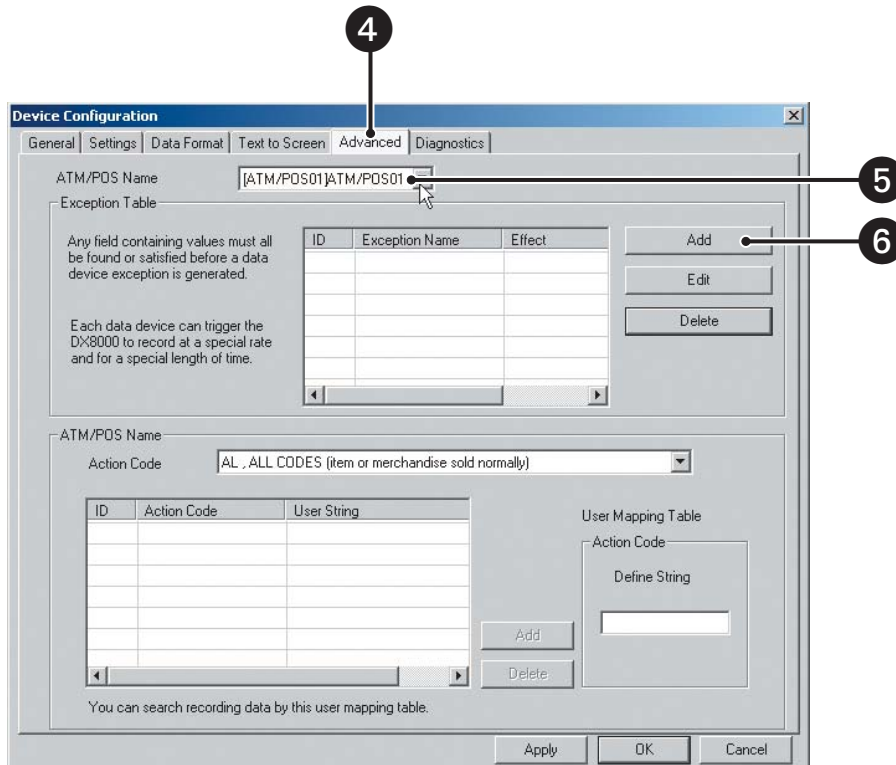 4
Device Configuration
General Settings Data Format Text to Screen Advanced Diagnostics
ATM/POS Name [ATM/POS01]ATM/POS01
5
Exception Table
Any field containing values must all
be found or satisfied before a data
device exception is generated.
Each data device can trigger the
DX8000 to record at a special rate
and for a special length of time.
ID Exception Name Effect
Add
6
Edit
Delete
ATM/POS Name
Action Code AL , ALL CODES (item or merchandise sold normally)
ID Action Code User String
User Mapping Table
Action Code
Define String
Add
Delete
You can search recording data by this user mapping table.
Apply OK Cancel